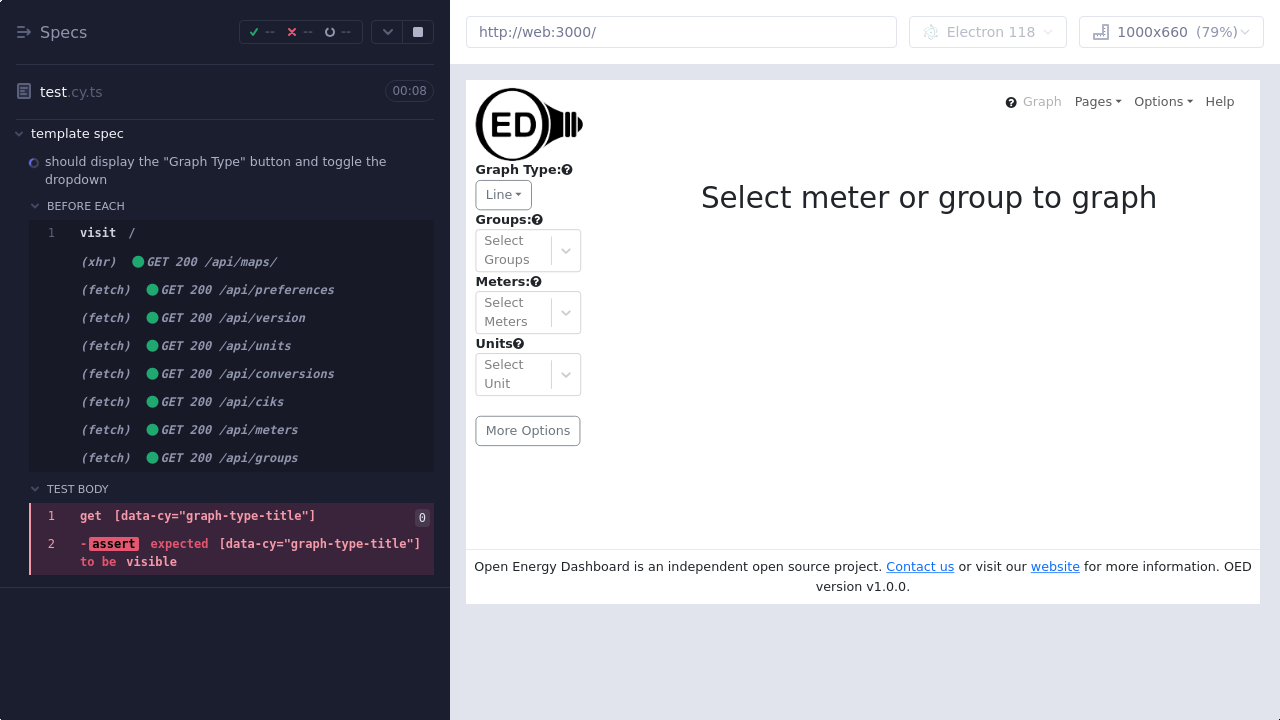 Specs
-- -- --
test.cy.ts
00:08
template spec
should display the "Graph Type" button and toggle the
dropdown
BEFORE EACH
1 visit /
(xhr) GET 200 /api/maps/
(fetch) GET 200 /api/preferences
(fetch) GET 200 /api/version
(fetch) GET 200 /api/units
(fetch) GET 200 /api/conversions
(fetch) GET 200 /api/ciks
(fetch) GET 200 /api/meters
(fetch) GET 200 /api/groups
TEST BODY
1 get [data-cy="graph-type-title"] 0
2 -assert expected [data-cy="graph-type-title"]
to be visible
http://web:3000/
Electron 118
1000x660 (79%)
ED
Graph Pages Options Help
Graph Type:
Line
Groups:
Select
Groups
Meters:
Select
Meters
Units
Select
Unit
More Options
Select meter or group to graph
Open Energy Dashboard is an independent open source project. Contact us or visit our website for more information. OED
version v1.0.0.